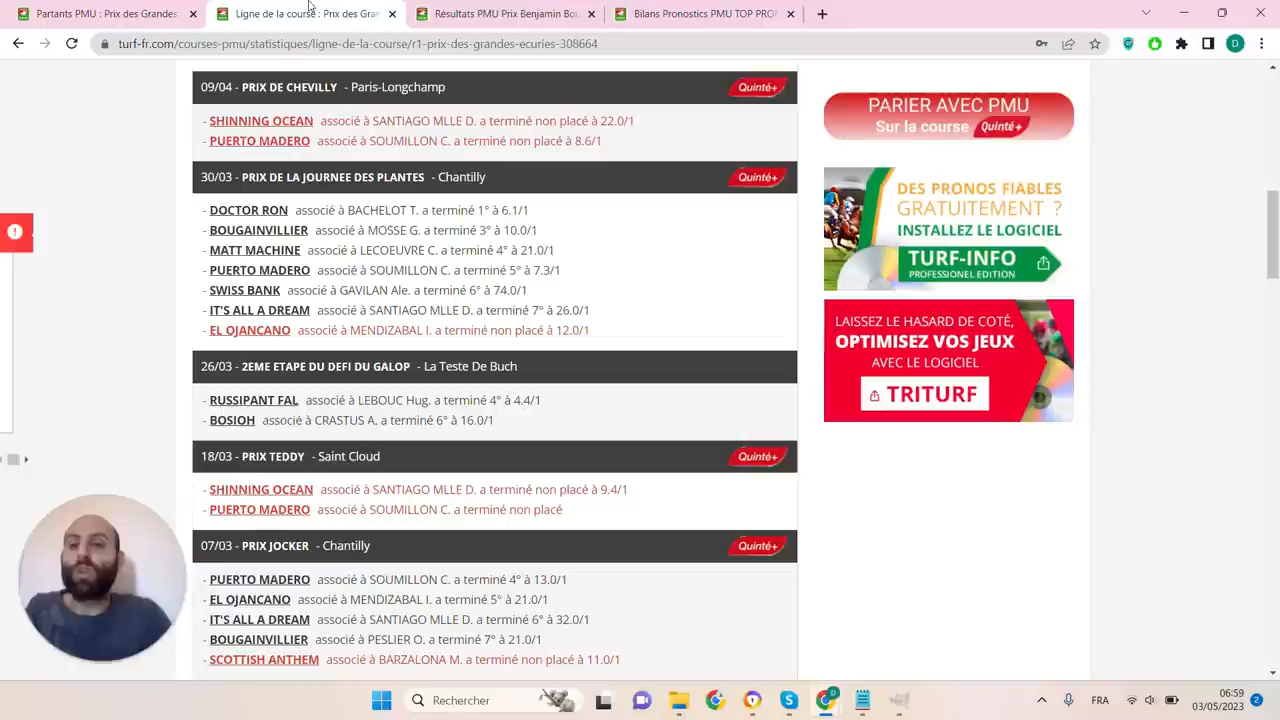 Partants PMU : Prix des Grandes
Ligne de la course : Prix des Gra
Résultats PMU Prix Benjamin Bo
Bilans Pronostics PMU TOP PRO
turf-fr.com/courses-pmu/statistiques/ligne-de-la-course/r1-prix-des-grandes-ecuries-308664
D
09/04 - PRIX DE CHEVILLY - Paris-Longchamp
Quinté+
- SHINNING OCEAN associé à SANTIAGO MLLE D. a terminé non placé à 22.0/1
- PUERTO MADERO associé à SOUMILLON C. a terminé non placé à 8.6/1
30/03 - PRIX DE LA JOURNEE DES PLANTES - Chantilly
Quinté+
- DOCTOR RON associé à BACHELOT T. a terminé 1° à 6.1/1
- BOUGAINVILLIER associé à MOSSE G. a terminé 3° à 10.0/1
- MATT MACHINE associé à LECOEUVRE C. a terminé 4° à 21.0/1
- PUERTO MADERO associé à SOUMILLON C. a terminé 5° à 7.3/1
- SWISS BANK associé à GAVILAN Ale. a terminé 6° à 74.0/1
- IT'S ALL A DREAM associé à SANTIAGO MLLE D. a terminé 7° à 26.0/1
- EL OJANCANO associé à MENDIZABAL I. a terminé non placé à 12.0/1
26/03 - 2EME ETAPE DU DEFI DU GALOP - La Teste De Buch
- RUSSIPANT FAL associé à LEBOUC Hug. a terminé 4° à 4.4/1
- BOSIOH associé à CRASTUS A. a terminé 6° à 16.0/1
18/03 - PRIX TEDDY - Saint Cloud
Quinté+
- SHINNING OCEAN associé à SANTIAGO MLLE D. a terminé non placé à 9.4/1
- PUERTO MADERO associé à SOUMILLON C. a terminé non placé
07/03 - PRIX JOCKER - Chantilly
Quinté+
- PUERTO MADERO associé à SOUMILLON C. a terminé 4° à 13.0/1
- EL OJANCANO associé à MENDIZABAL I. a terminé 5° à 21.0/1
- IT'S ALL A DREAM associé à SANTIAGO MLLE D. a terminé 6° à 32.0/1
- BOUGAINVILLIER associé à PESLIER O. a terminé 7° à 21.0/1
- SCOTTISH ANTHEM associé à BARZALONA M. a terminé non placé à 11.0/1
PARIER AVEC PMU
Sur la course Quinté+
DES PRONOS FIABLES
GRATUITEMENT ?
INSTALLEZ LE LOGICIEL
TURF-INFO
PROFESSIONEL EDITION
LAISSEZ LE HASARD DE COTÉ,
OPTIMISEZ VOS JEUX
AVEC LE LOGICIEL
TRITURF
Rechercher
FRA
06:59
03/05/2023
2